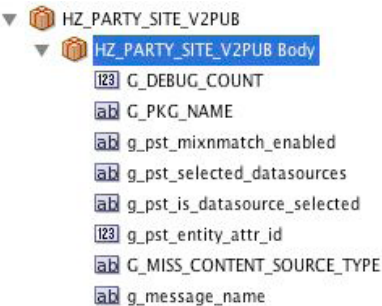 HZ_PARTY_SITE_V2PUB
HZ_PARTY_SITE_V2PUB Body
123 G_DEBUG_COUNT
ab G_PKG_NAME
ab g_pst_mixnmatch_enabled
ab g_pst_selected_datasources
ab g_pst_is_datasource_selected
123 g_pst_entity_attr_id
ab G_MISS_CONTENT_SOURCE_TYPE
ab g_message_name